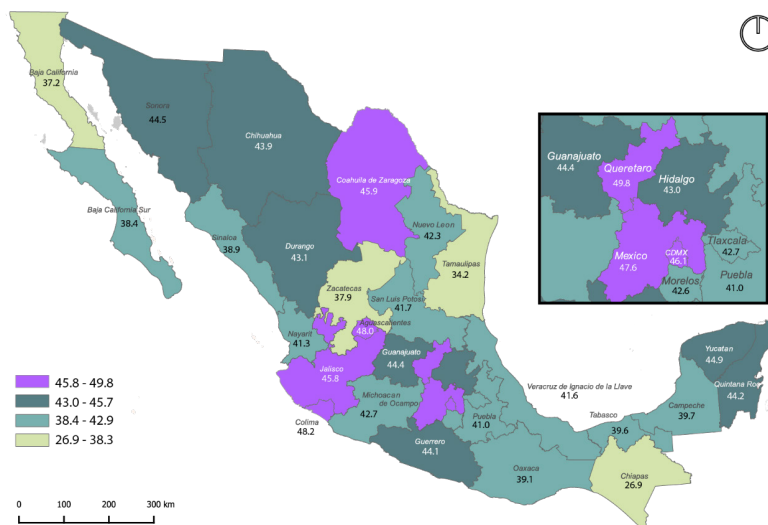 Baja California
37.2
Sonora
44.5
Chihuahua
43.9
Coahuila de Zaragoza
45.9
Baja California Sur
38.4
Sinaloa
38.9
Durango
43.1
Nuevo Leon
42.3
Tamaulipas
34.2
Zacatecas
37.9
San Luis Potosi
41.7
Aguascalientes
48.0
Nayarit
41.3
Jalisco
45.8
Guanajuato
44.4
Colima
48.2
Michoacan
de Ocampo
42.7
Puebla
41.0
Guerrero
44.1
Oaxaca
39.1
Veracruz de Ignacio de la Llave
41.6
Tabasco
39.6
Chiapas
26.9
Campeche
39.7
Yucatan
44.9
Quintana Roo
44.2
Guanajuato
44.4
Queretaro
49.8
Hidalgo
43.0
Mexico
47.6
CDMX
46.1
Tlaxcala
42.7
Morelos
42.6
Puebla
41.0
45.8 - 49.8
43.0 - 45.7
38.4 - 42.9
26.9 - 38.3
0 100 200 300 km